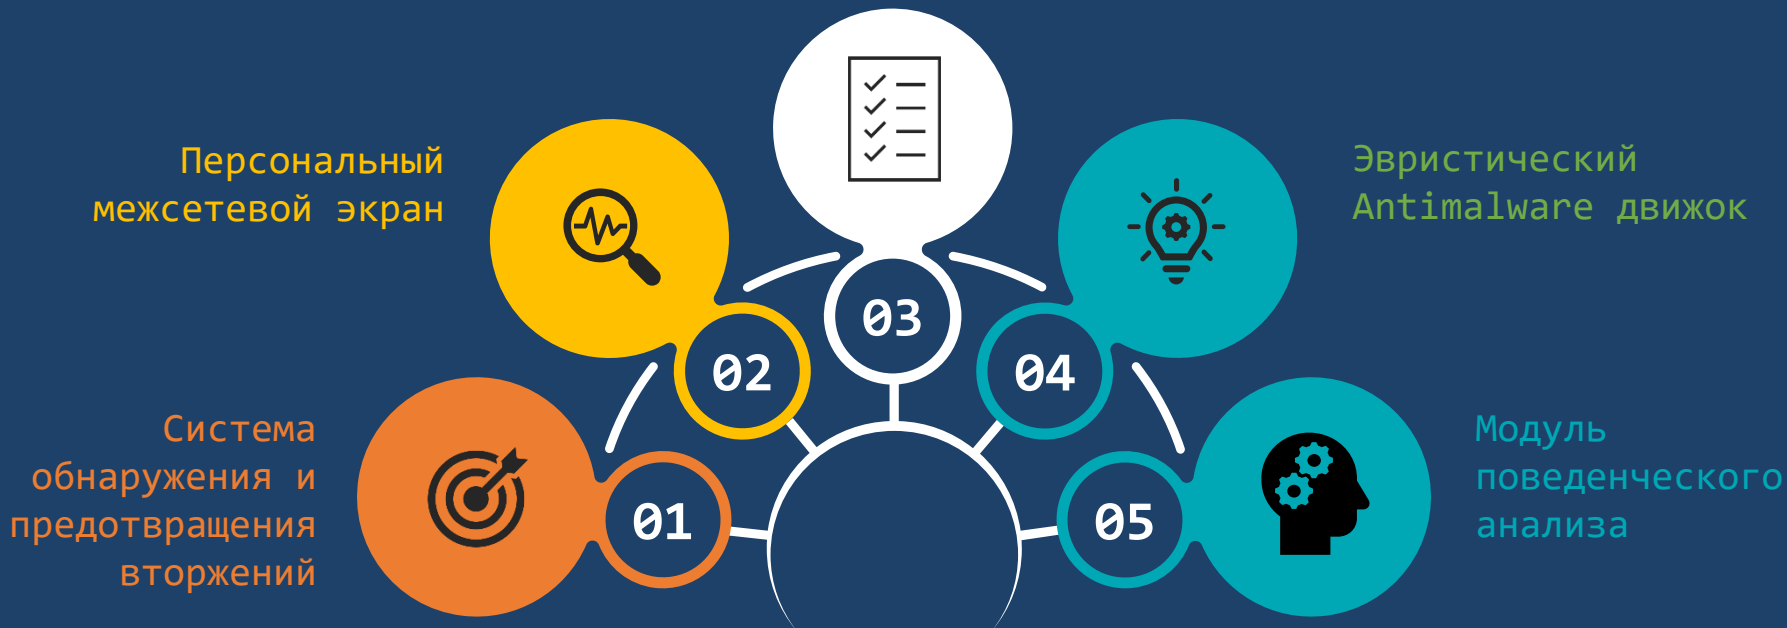 Система
обнаружения и
предотвращения
вторжений
01
Персональный
межсетевой экран
02
03
04
Эвристический
Antimalware движок
05
Модуль
поведенческого
анализа